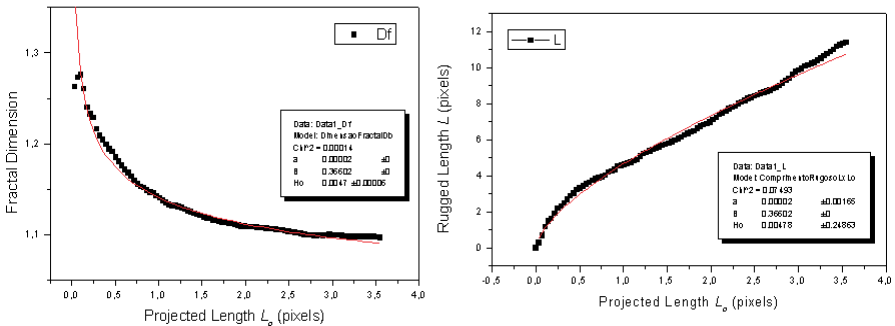 Df
Fractal Dimension
1,3
1,2
1,1
Data: Data1_Df
Model: DimensaoFractalDb
Chi^2 = 0.00014
a 0.00002 ±0
B 0.36602 ±0
Ho 0.0047 ±0.00006
0,0 0,5 1,0 1,5 2,0 2,5 3,0 3,5 4,0
Projected Length Lo (pixels)
L
Rugged Length L (pixels)
12
10
8
6
4
2
0
Data: Data1_L
Model: ComprimentoRugosoLxLo
Chi^2 = 0.07493
a 0.00002 ±0.00165
B 0.36602 ±0
Ho 0.00478 ±0.24863
-0,5 0,0 0,5 1,0 1,5 2,0 2,5 3,0 3,5 4,0
Projected Length Lo (pixels)